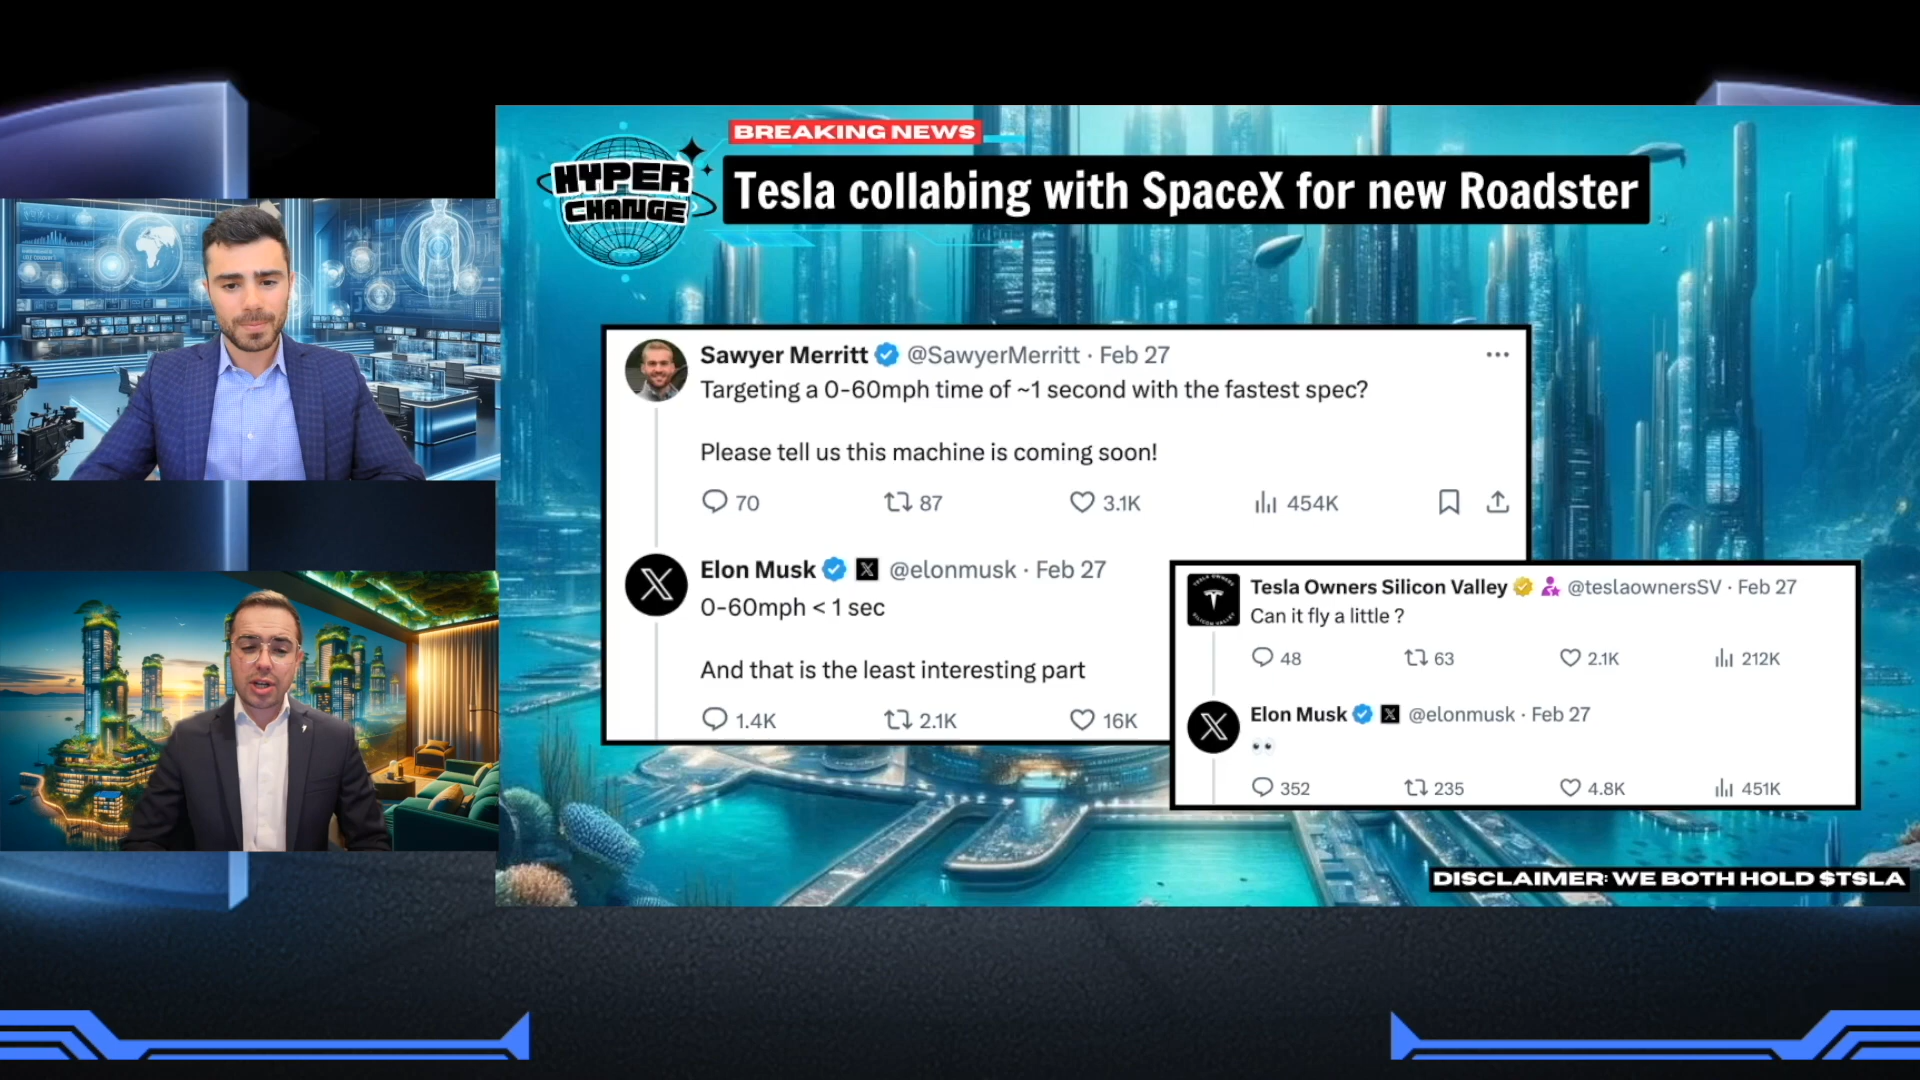 BREAKING NEWS
HYPER
CHANGE
Tesla collabing with SpaceX for new Roadster
Sawyer Merritt @SawyerMerritt · Feb 27
Targeting a 0-60mph time of ~1 second with the fastest spec?
Please tell us this machine is coming soon!
70 87 3.1K 454K
Elon Musk X @elonmusk · Feb 27
0-60mph < 1 sec
And that is the least interesting part
1.4K 2.1K 16K
TESLA OWNERS
SILICON VALLEY
Tesla Owners Silicon Valley @teslaownersSV · Feb 27
Can it fly a little ?
48 63 2.1K 212K
Elon Musk X @elonmusk · Feb 27
👀
352 235 4.8K 451K
DISCLAIMER: WE BOTH HOLD $TSLA